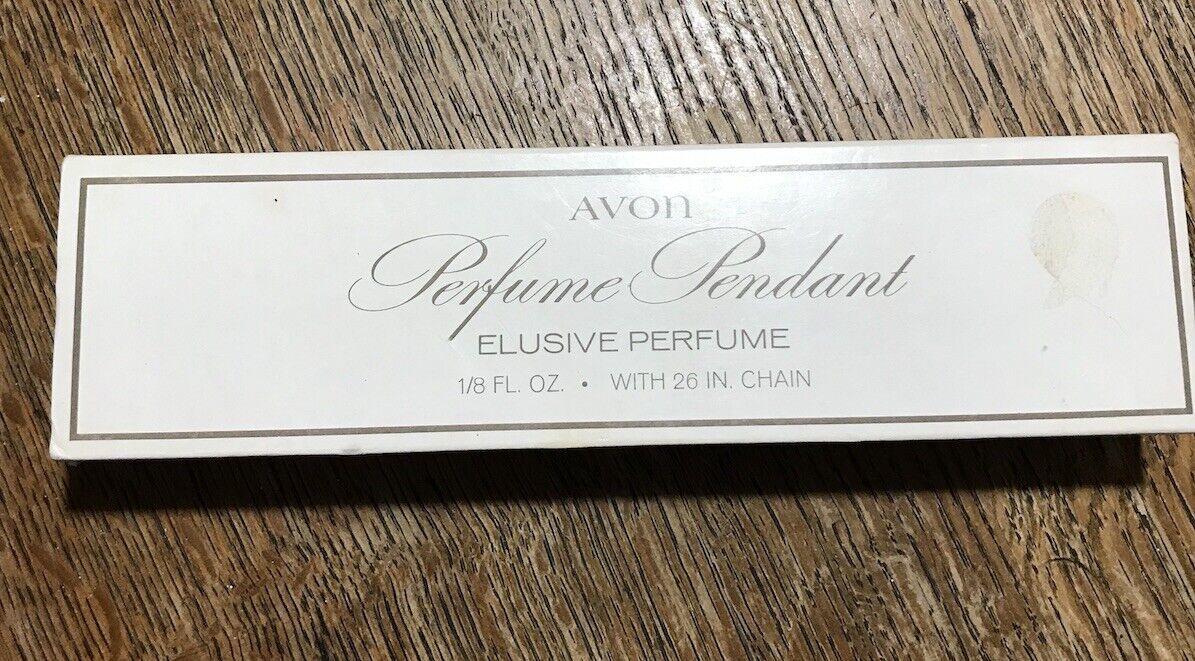 AVON
Perfume Pendant
ELUSIVE PERFUME
1/8 FL. OZ. • WITH 26 IN. CHAIN